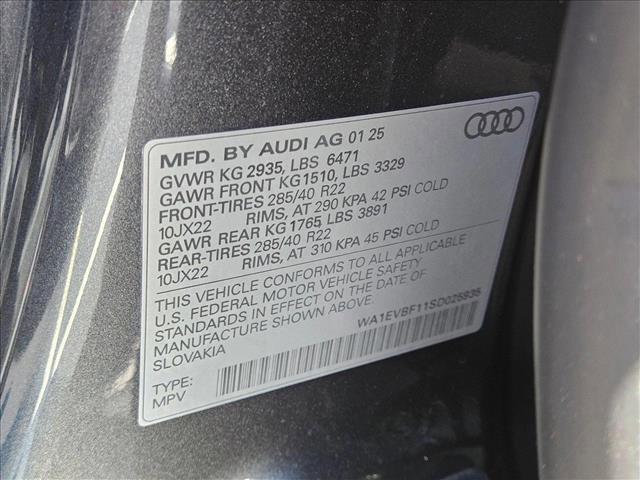 MFD. BY AUDI AG 01 25
GVWR KG 2935, LBS 6471
GAWR FRONT KG1510, LBS 3329
FRONT-TIRES 285/40 R22
10JX22 RIMS, AT 290 KPA 42 PSI COLD
GAWR REAR KG 1765, LBS 3891
REAR-TIRES 285/40 R22
10JX22 RIMS, AT 310 KPA 45 PSI COLD
THIS VEHICLE CONFORMS TO ALL APPLICABLE
U.S. FEDERAL MOTOR VEHICLE SAFETY
STANDARDS IN EFFECT ON THE DATE OF
MANUFACTURE SHOWN ABOVE.
SLOVAKIA
WA1EVBF11SD025935
TYPE:
MPV